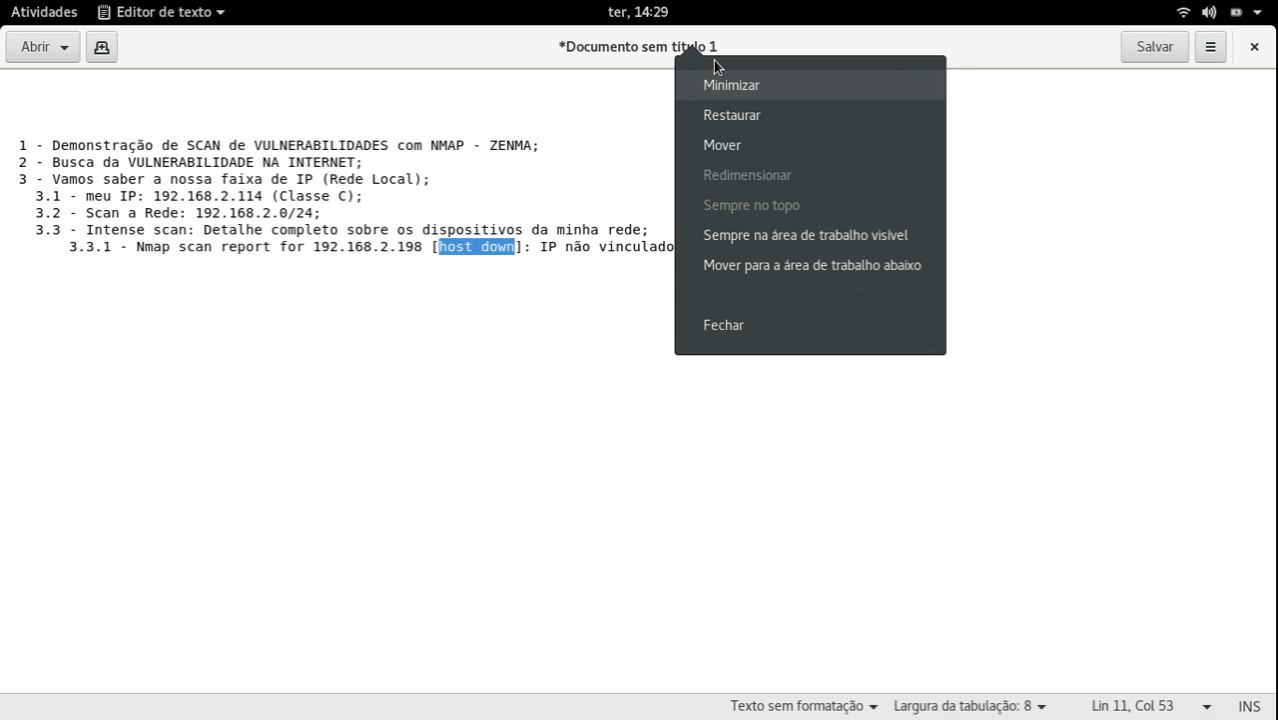 Atividades Editor de texto ter, 14:29
Abrir *Documento sem título 1 Salvar
1 - Demonstração de SCAN de VULNERABILIDADES com NMAP - ZENMA;
2 - Busca da VULNERABILIDADE NA INTERNET;
3 - Vamos saber a nossa faixa de IP (Rede Local);
3.1 - meu IP: 192.168.2.114 (Classe C);
3.2 - Scan a Rede: 192.168.2.0/24;
3.3 - Intense scan: Detalhe completo sobre os dispositivos da minha rede;
3.3.1 - Nmap scan report for 192.168.2.198 [host down]: IP não vinculado
Minimizar
Restaurar
Mover
Redimensionar
Sempre no topo
Sempre na área de trabalho visível
Mover para a área de trabalho abaixo
Fechar
Texto sem formatação Largura da tabulação: 8 Lin 11, Col 53 INS